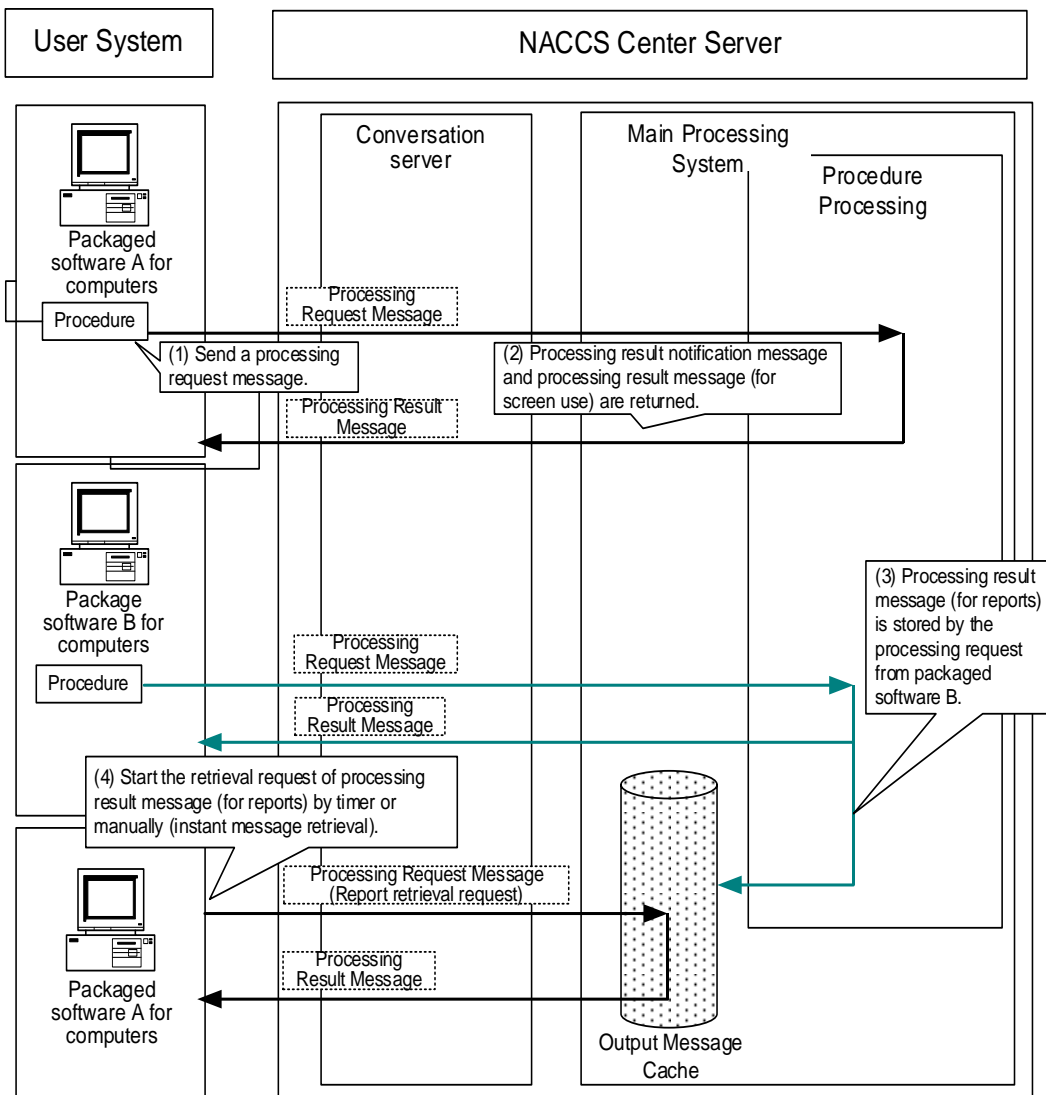 User System
NACCS Center Server
Conversation
server
Main Processing
System
Procedure
Processing
Packaged
software A for
computers
Procedure
Processing
Request Message
(1) Send a processing
request message.
(2) Processing result notification message
and processing result message (for
screen use) are returned.
Processing Result
Message
Package
software B for
computers
Procedure
Processing
Request Message
Processing
Result Message
(3) Processing result
message (for reports)
is stored by the
processing request
from packaged
software B.
(4) Start the retrieval request of processing
result message (for reports) by timer or
manually (instant message retrieval).
Processing Request Message
(Report retrieval request)
Processing
Result Message
Packaged
software A for
computers
Output Message
Cache